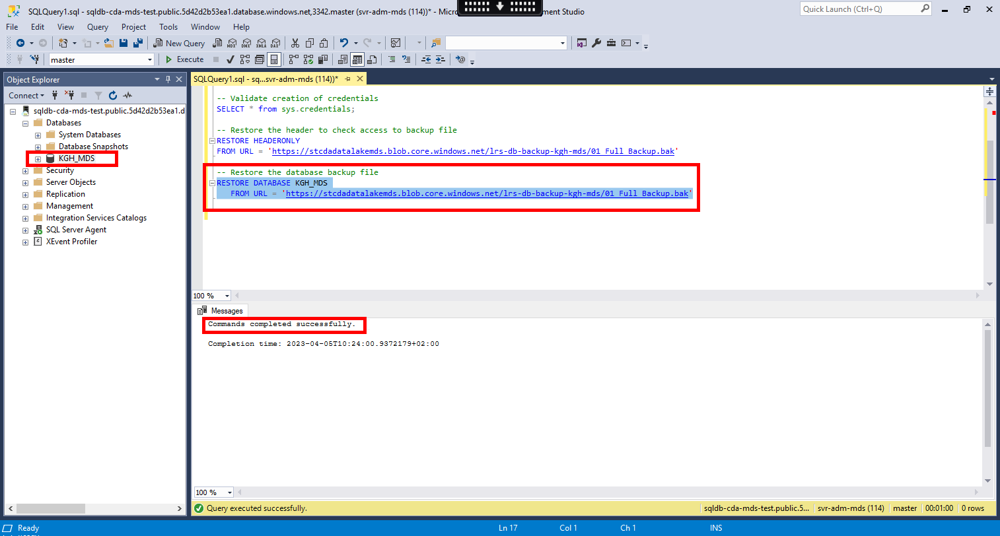 SQLQuery1.sql - sqldb-cda-mds-test.public.5d42d2b53ea1.database.windows.net,3342.master (svr-adm-mds (114))* - Micro
ment Studio
Quick Launch (Ctrl+Q)
File Edit View Query Project Tools Window Help
New Query MDX DMX XMLA DAX
master Execute
Object Explorer
SQLQuery1.sql - sq...svr-adm-mds (114))*
Connect
sqldb-cda-mds-test.public.5d42d2b53ea1.d
Databases
System Databases
Database Snapshots
KGH_MDS
Security
Server Objects
Replication
Management
Integration Services Catalogs
SQL Server Agent
XEvent Profiler
-- Validate creation of credentials
SELECT * from sys.credentials;
-- Restore the header to check access to backup file
RESTORE HEADERONLY
FROM URL = 'https://stcdadatalakemds.blob.core.windows.net/lrs-db-backup-kgh-mds/01 Full Backup.bak'
-- Restore the database backup file
RESTORE DATABASE KGH_MDS
FROM URL = 'https://stcdadatalakemds.blob.core.windows.net/lrs-db-backup-kgh-mds/01 Full Backup.bak'
100 %
Messages
Commands completed successfully.
Completion time: 2023-04-05T10:24:00.9372179+02:00
100 %
Query executed successfully.
sqldb-cda-mds-test.public.5... svr-adm-mds (114) master 00:01:00 0 rows
Ready Ln 17 Col 1 Ch 1 INS